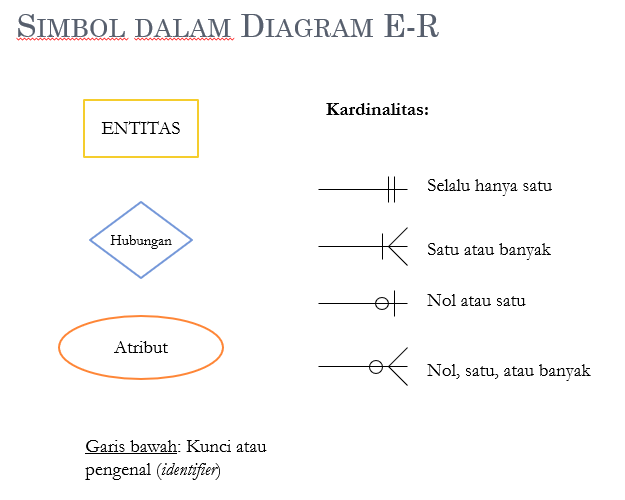 SIMBOL DALAM DIAGRAM E-R
ENTITAS
Hubungan
Atribut
Garis bawah: Kunci atau
pengenal (identifier)
Kardinalitas:
Selalu hanya satu
Satu atau banyak
Nol atau satu
Nol, satu, atau banyak